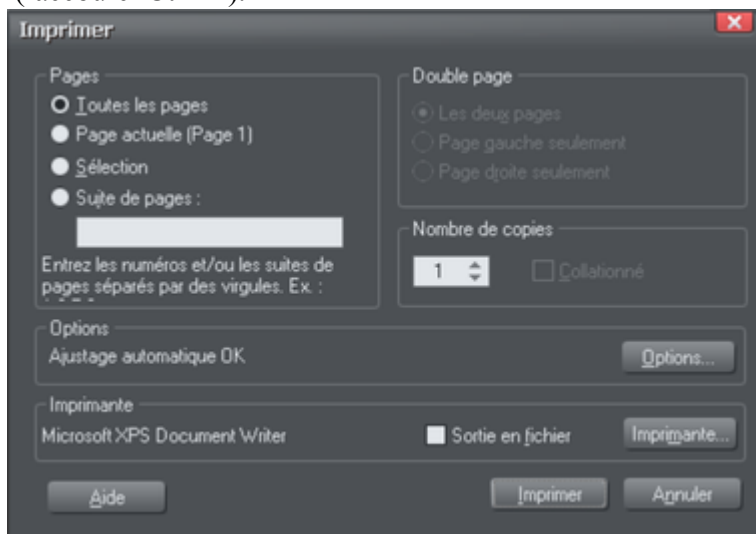 Imprimer
Pages
Toutes les pages
Page actuelle (Page 1)
Sélection
Suite de pages :
Entrez les numéros et/ou les suites de
pages séparés par des virgules. Ex. :
Double page
Les deux pages
Page gauche seulement
Page droite seulement
Nombre de copies
1
Collationné
Options
Ajustage automatique OK
Options...
Imprimante
Microsoft XPS Document Writer
Sortie en fichier
Imprimante...
Aide
Imprimer
Annuler